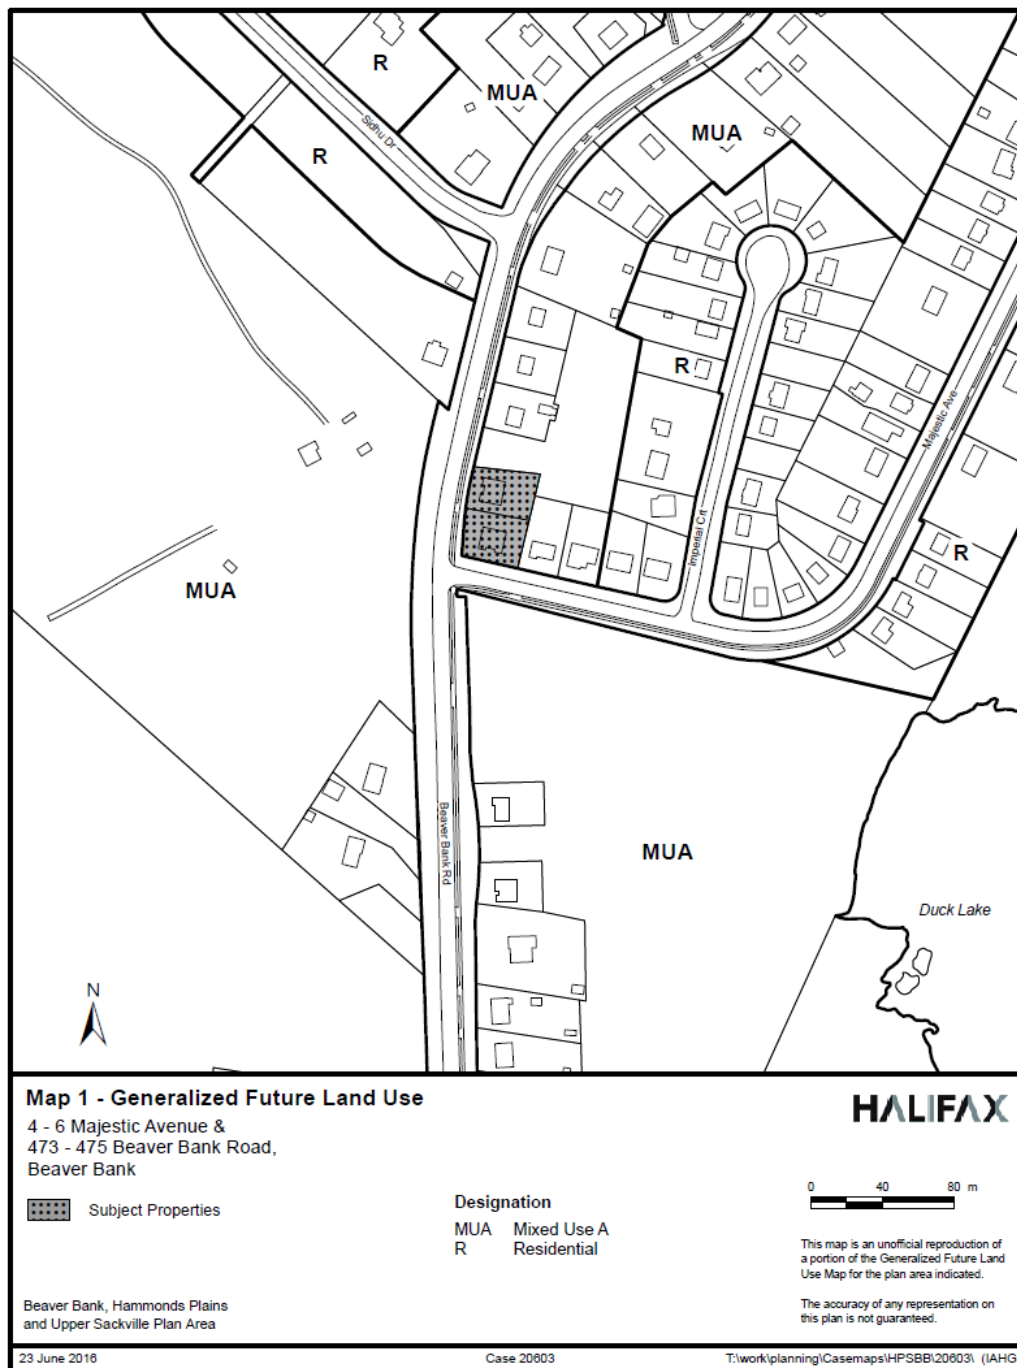 R
MUA
MUA
Sidhu Dr
R
R
Majestic Ave
Imperial Crt
R
MUA
Beaver Bank Rd
MUA
Duck Lake
N
Map 1 - Generalized Future Land Use
4 - 6 Majestic Avenue &
473 - 475 Beaver Bank Road,
Beaver Bank
Subject Properties
Designation
MUA Mixed Use A
R Residential
HALIFAX
0 40 80 m
This map is an unofficial reproduction of
a portion of the Generalized Future Land
Use Map for the plan area indicated.
The accuracy of any representation on
this plan is not guaranteed.
Beaver Bank, Hammonds Plains
and Upper Sackville Plan Area
23 June 2016
Case 20603
T:\work\planning\Casemaps\HPSBB\20603\ (IAHG